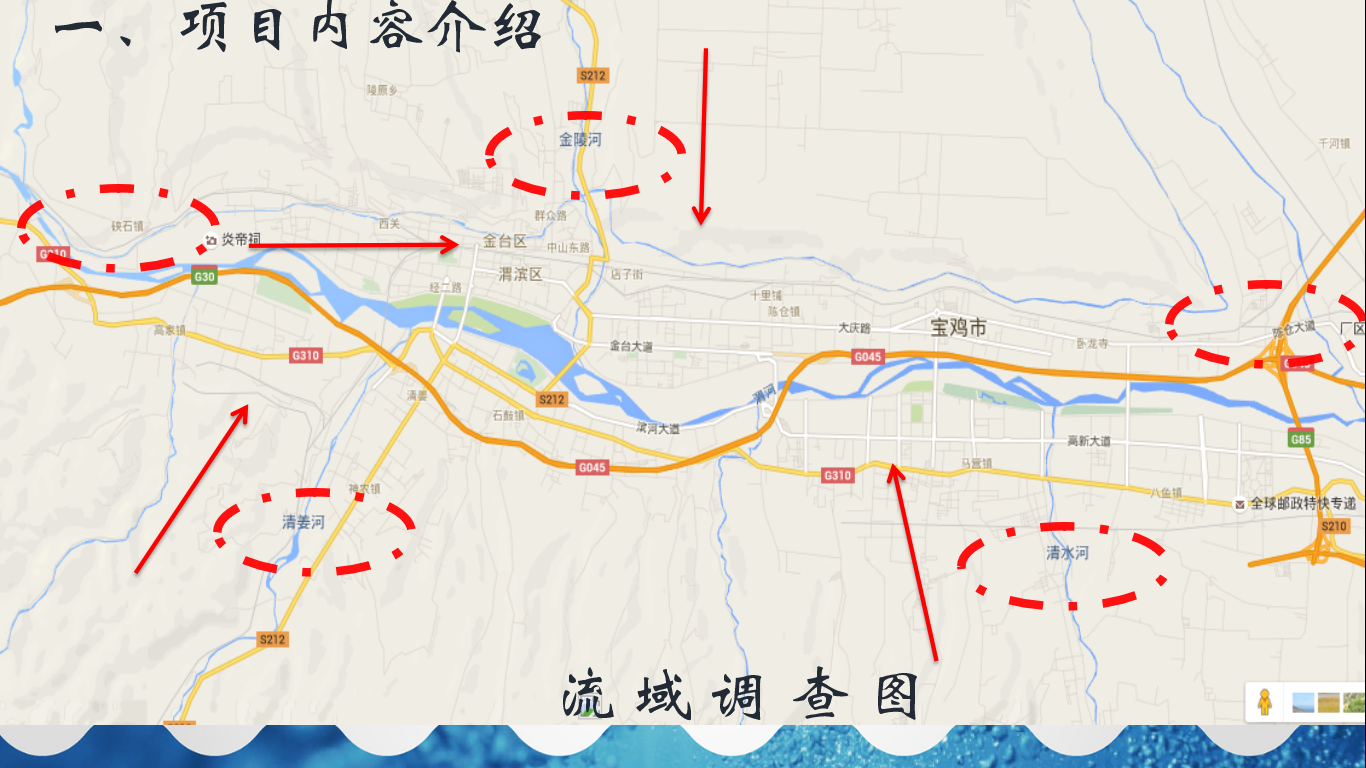 一、项目内容介绍
S212
陵原乡
金陵河
千河镇
硖石镇
西关
群众路
炎帝祠
金台区
中山东路
G310
G30
渭滨区
店子街
经二路
十里铺
陈仓镇
大庆路
宝鸡市
陈仓大道
厂区
高家镇
金台大道
卧龙寺
G310
G045
清姜
S212
渭河
石鼓镇
滨河大道
高新大道
G85
G045
G310
马营镇
神农镇
八鱼镇
全球邮政特快专递
清姜河
S210
清水河
S212
流域调查图